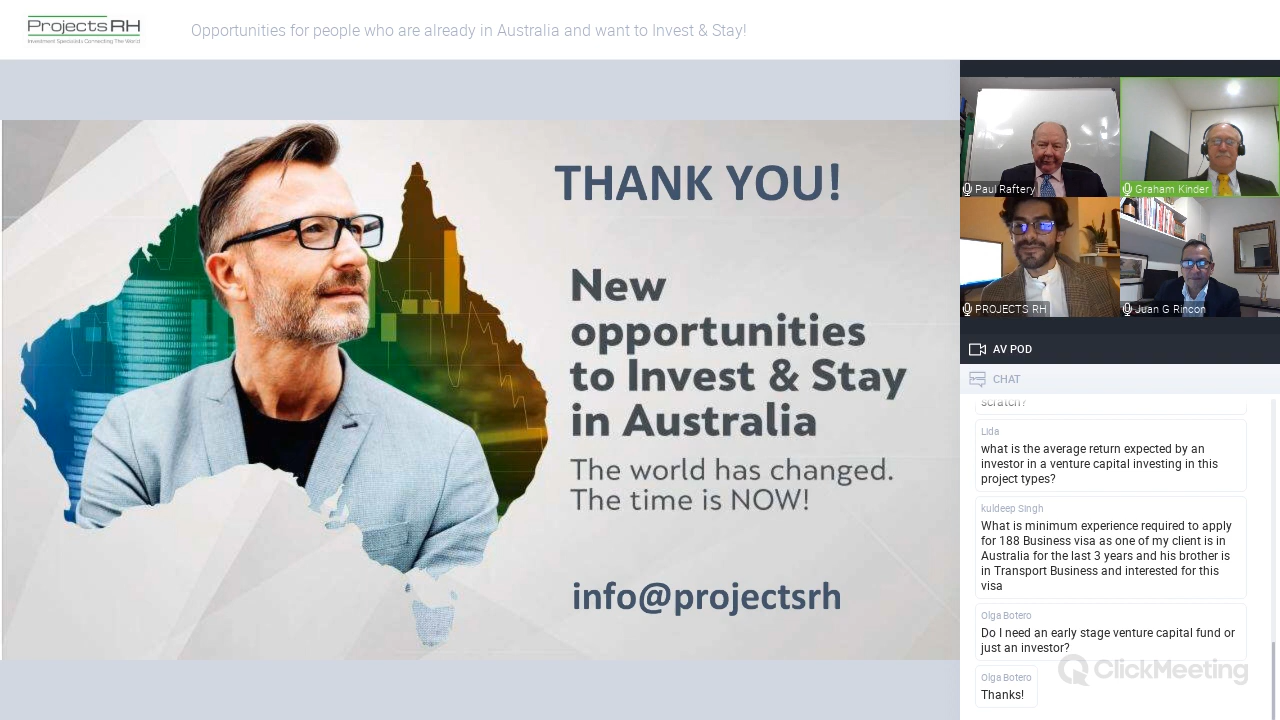 Projects RH
Investment Specialists Connecting The World
Opportunities for people who are already in Australia and want to Invest & Stay!
THANK YOU!
New
opportunities
to Invest & Stay
in Australia
The world has changed.
The time is NOW!
info@projectsrh
Paul Raftery
Graham Kinder
PROJECTS RH
Juan G Rincon
AV POD
CHAT
scratch?
Lida
what is the average return expected by an
investor in a venture capital investing in this
project types?
kuldeep Singh
What is minimum experience required to apply
for 188 Business visa as one of my client is in
Australia for the last 3 years and his brother is
in Transport Business and interested for this
visa
Olga Botero
Do I need an early stage venture capital fund or
just an investor?
ClickMeeting
Olga Botero
Thanks!